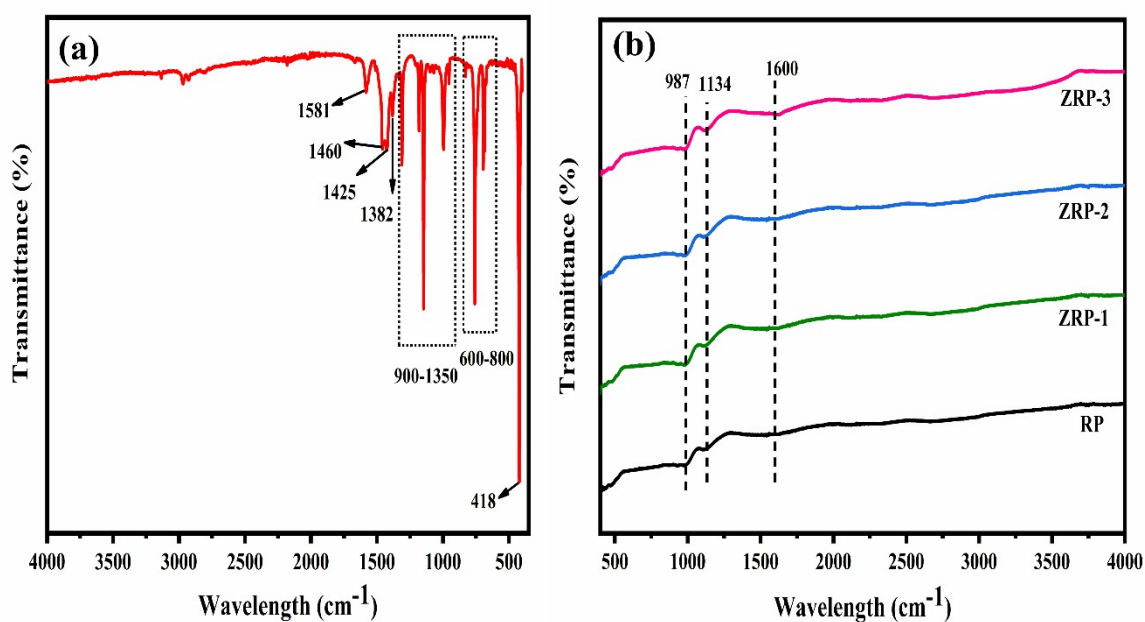 (a)
1581
1460
1425
1382
900-1350
600-800
418
Transmittance (%)
4000 3500 3000 2500 2000 1500 1000 500
Wavelength (cm-1)
(b)
987
1134
1600
ZRP-3
ZRP-2
ZRP-1
RP
Transmittance (%)
500 1000 1500 2000 2500 3000 3500 4000
Wavelength (cm-1)